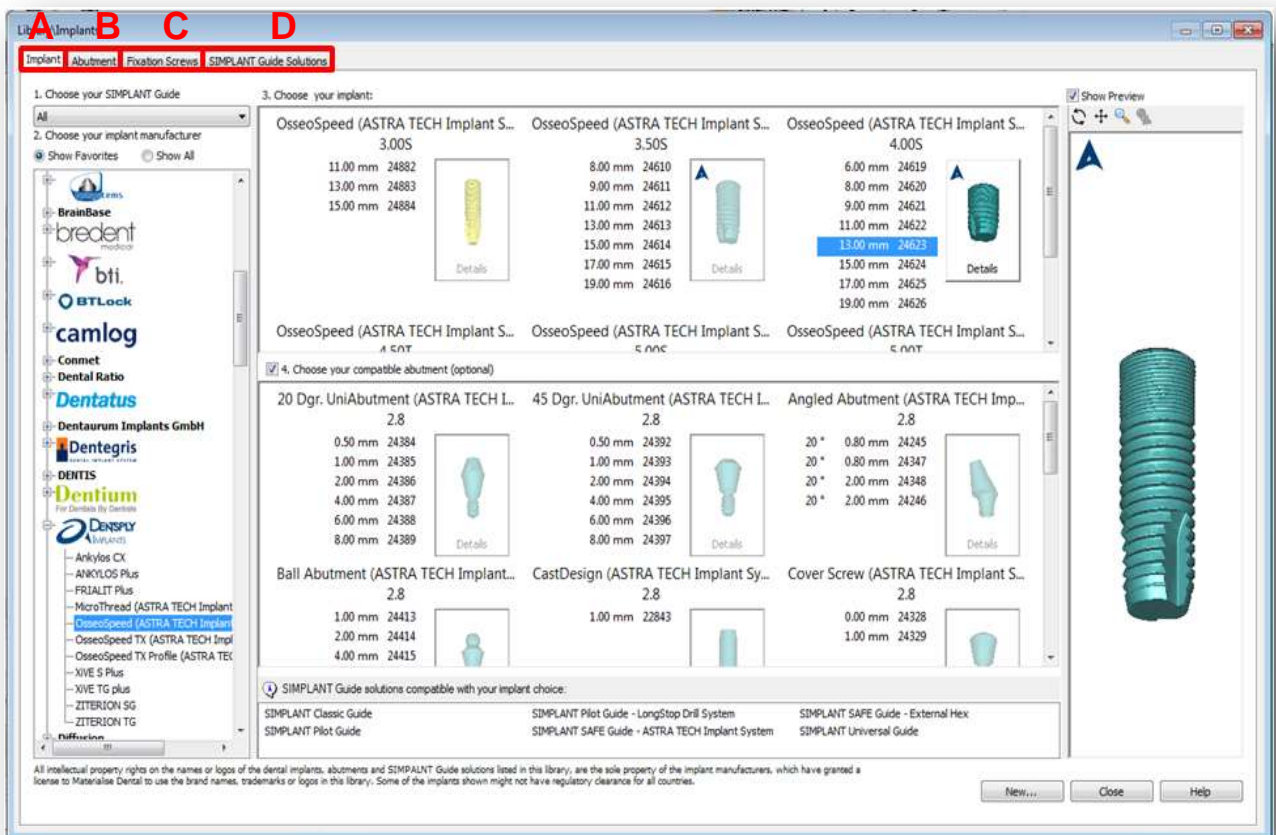 A B C D
Library\Implants
Implant Abutment Fixation Screws SIMPLANT Guide Solutions
1. Choose your SIMPLANT Guide
All
2. Choose your implant manufacturer
Show Favorites Show All
BrainBase
bredent
medical
bti.
BTLock
camlog
Conmet
Dental Ratio
Dentatus
Dentaurum Implants GmbH
Dentegris
DENTAL IMPLANT SYSTEM
DENTIS
Dentium
For Dentists By Dentists
DENTSPLY
IMPLANTS
Ankylos CX
ANKYLOS Plus
FRIALIT Plus
MicroThread (ASTRA TECH Implant
OsseoSpeed (ASTRA TECH Implant
OsseoSpeed TX (ASTRA TECH Impl
OsseoSpeed TX Profile (ASTRA TEC
XiVE S Plus
XiVE TG plus
ZITERION SG
ZITERION TG
Diffusion
3. Choose your implant:
OsseoSpeed (ASTRA TECH Implant S...
3.00S
11.00 mm 24882
13.00 mm 24883
15.00 mm 24884
Details
OsseoSpeed (ASTRA TECH Implant S...
3.50S
8.00 mm 24610
9.00 mm 24611
11.00 mm 24612
13.00 mm 24613
15.00 mm 24614
17.00 mm 24615
19.00 mm 24616
Details
OsseoSpeed (ASTRA TECH Implant S...
4.00S
6.00 mm 24619
8.00 mm 24620
9.00 mm 24621
11.00 mm 24622
13.00 mm 24623
15.00 mm 24624
17.00 mm 24625
19.00 mm 24626
Details
OsseoSpeed (ASTRA TECH Implant S...
4.50T
OsseoSpeed (ASTRA TECH Implant S...
5.00S
OsseoSpeed (ASTRA TECH Implant S...
5.00T
4. Choose your compatible abutment (optional)
20 Dgr. UniAbutment (ASTRA TECH I...
2.8
0.50 mm 24384
1.00 mm 24385
2.00 mm 24386
4.00 mm 24387
6.00 mm 24388
8.00 mm 24389
Details
45 Dgr. UniAbutment (ASTRA TECH I...
2.8
0.50 mm 24392
1.00 mm 24393
2.00 mm 24394
4.00 mm 24395
6.00 mm 24396
8.00 mm 24397
Details
Angled Abutment (ASTRA TECH Imp...
2.8
20 ° 0.80 mm 24245
20 ° 0.80 mm 24347
20 ° 2.00 mm 24348
20 ° 2.00 mm 24246
Details
Ball Abutment (ASTRA TECH Implant...
2.8
1.00 mm 24413
2.00 mm 24414
4.00 mm 24415
CastDesign (ASTRA TECH Implant Sy...
2.8
1.00 mm 22843
Cover Screw (ASTRA TECH Implant S...
2.8
0.00 mm 24328
1.00 mm 24329
SIMPLANT Guide solutions compatible with your implant choice:
SIMPLANT Classic Guide
SIMPLANT Pilot Guide
SIMPLANT Pilot Guide - LongStop Drill System
SIMPLANT SAFE Guide - ASTRA TECH Implant System
SIMPLANT SAFE Guide - External Hex
SIMPLANT Universal Guide
Show Preview
All intellectual property rights on the names or logos of the dental implants, abutments and SIMPALNT Guide solutions listed in this library, are the sole property of the implant manufacturers, which have granted a
license to Materialise Dental to use the brand names, trademarks or logos in this library. Some of the implants shown might not have regulatory clearance for all countries.
New... Close Help